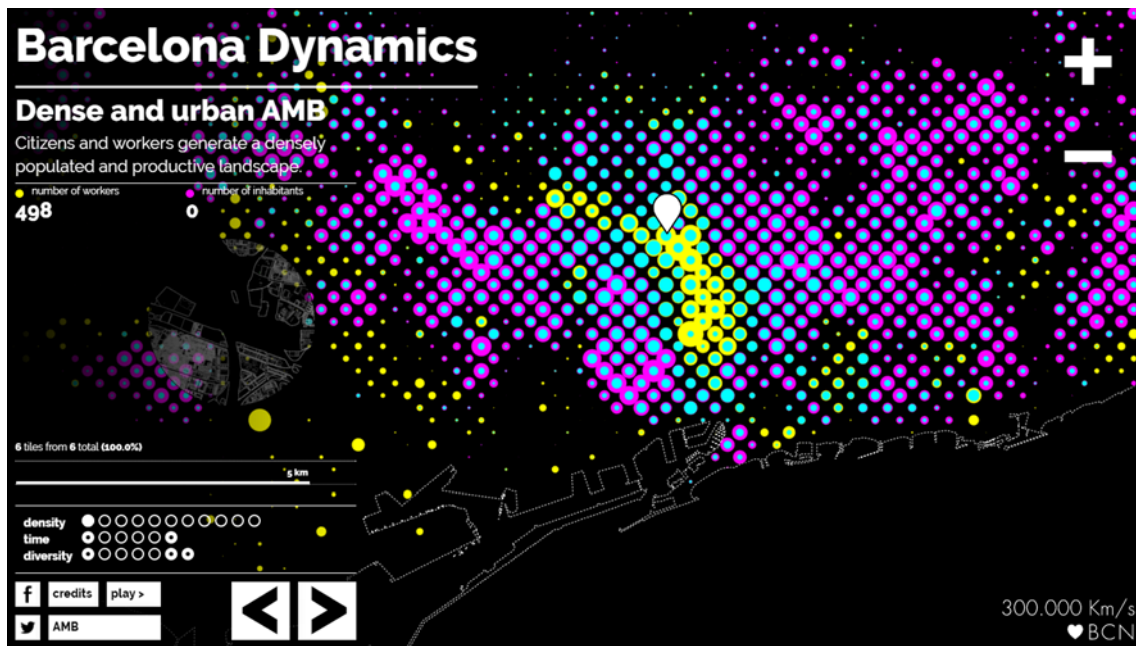 Barcelona Dynamics
Dense and urban AMB
Citizens and workers generate a densely
populated and productive landscape.
number of workers
498
number of inhabitants
0
6 tiles from 6 total (100.0%)
5 km
density
time
diversity
f
credits
play >
AMB
< >
+
−
300.000 Km/s
♥ BCN